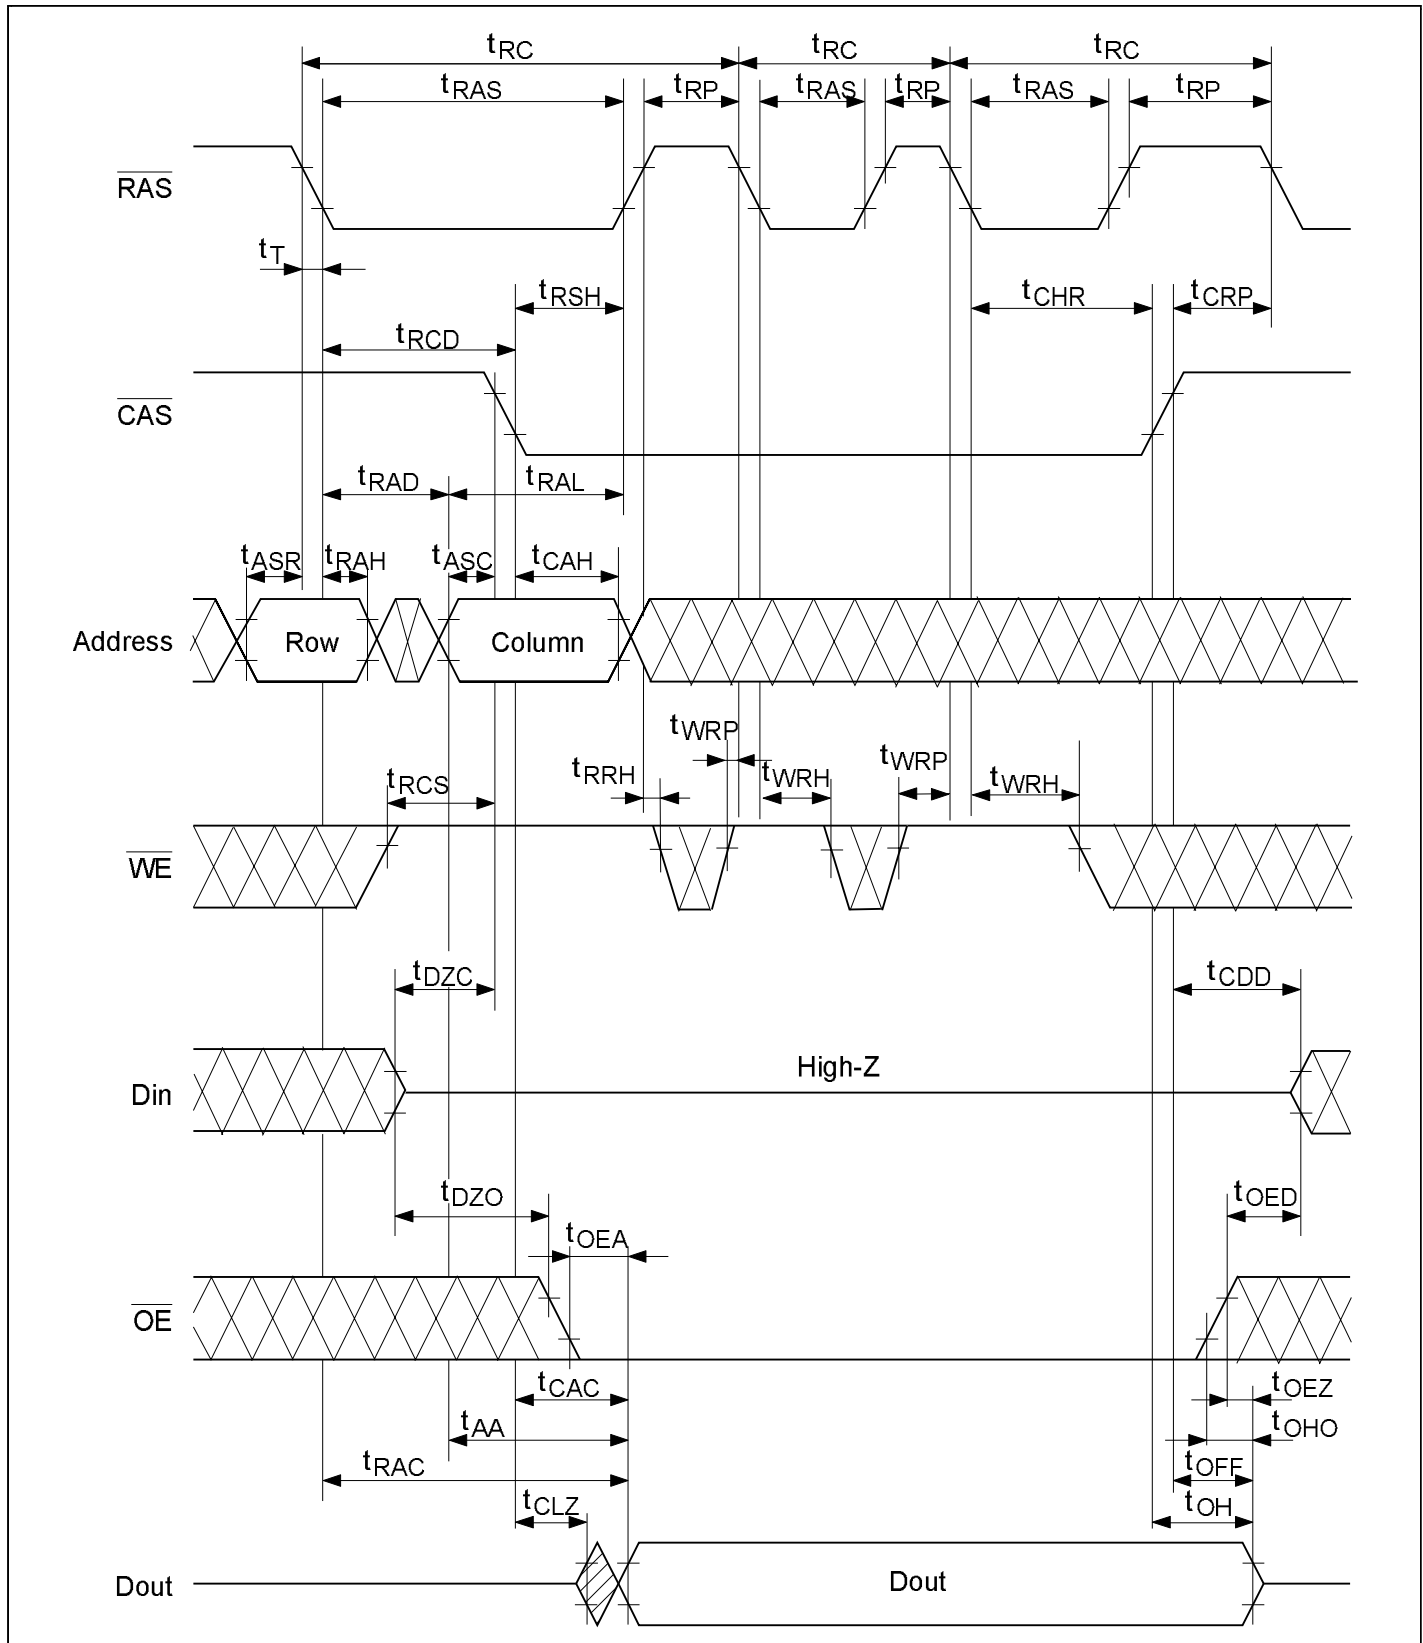 tRC tRC tRC
tRAS tRP tRAS tRP tRAS tRP
RAS
tT
tRSH tCHR tCRP
tRCD
CAS
tRAD tRAL
tASR tRAH tASC tCAH
Address Row Column
tWRP
tRCS tRRH tWRH tWRP tWRH
WE
tDZC tCDD
High-Z
Din
tDZO tOED
tOEA
OE
tCAC tOEZ
tAA tOHO
tRAC tOFF
tCLZ tOH
Dout Dout